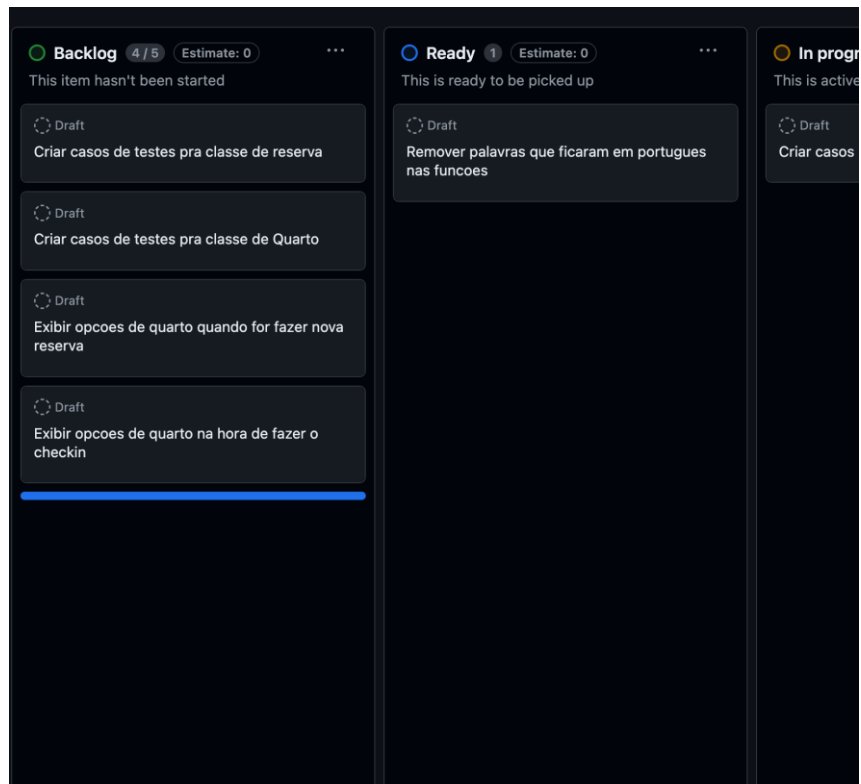 Backlog 4 / 5 Estimate: 0 ...
This item hasn't been started
Draft
Criar casos de testes pra classe de reserva
Draft
Criar casos de testes pra classe de Quarto
Draft
Exibir opcoes de quarto quando for fazer nova
reserva
Draft
Exibir opcoes de quarto na hora de fazer o
checkin
Ready 1 Estimate: 0 ...
This is ready to be picked up
Draft
Remover palavras que ficaram em portugues
nas funcoes
In progr
This is active
Draft
Criar casos